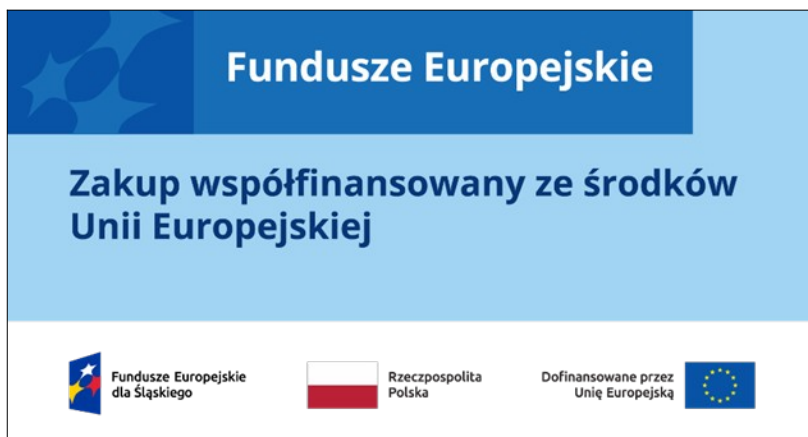 Fundusze Europejskie
Zakup współfinansowany ze środków
Unii Europejskiej
Fundusze Europejskie
dla Śląskiego
Rzeczpospolita
Polska
Dofinansowane przez
Unię Europejską